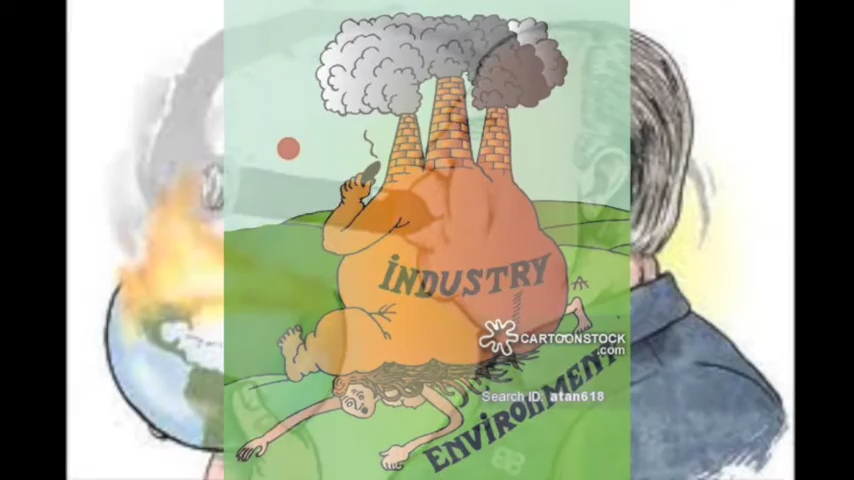 INDUSTRY
CARTOONSTOCK
.com
Search ID: atan618
ENVIRONMENT